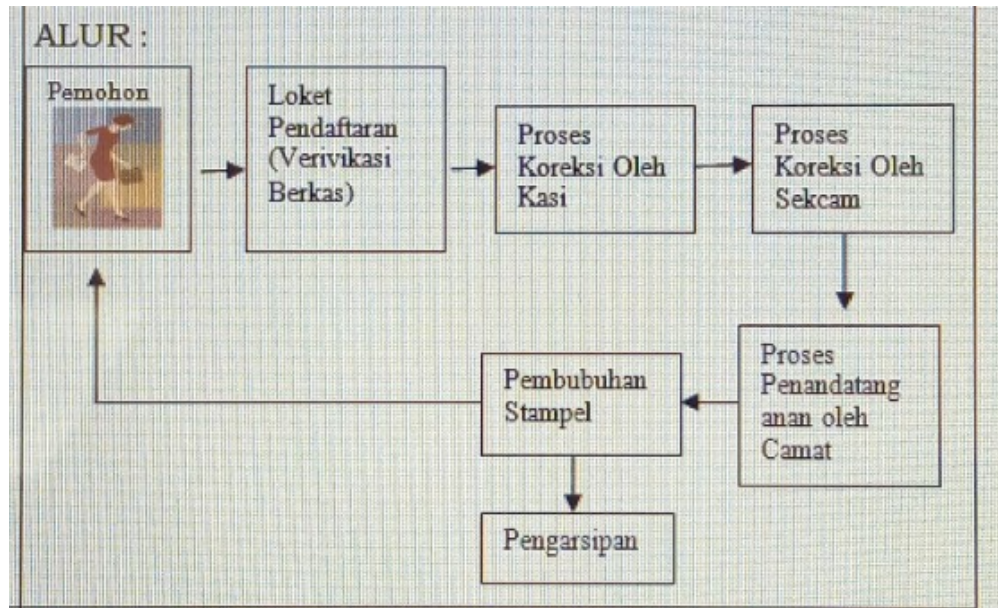 ALUR :
Pemohon
Loket
Pendaftaran
(Verivikasi
Berkas)
Proses
Koreksi Oleh
Kasi
Proses
Koreksi Oleh
Sekcam
Proses
Penandatang
anan oleh
Camat
Pembubuhan
Stampel
Pengarsipan